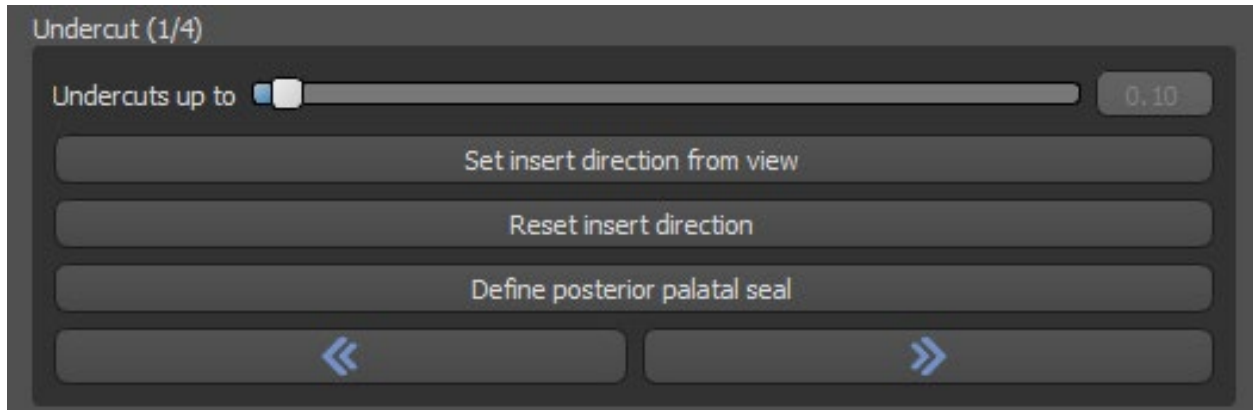 Undercut (1/4)
Undercuts up to 0.10
Set insert direction from view
Reset insert direction
Define posterior palatal seal